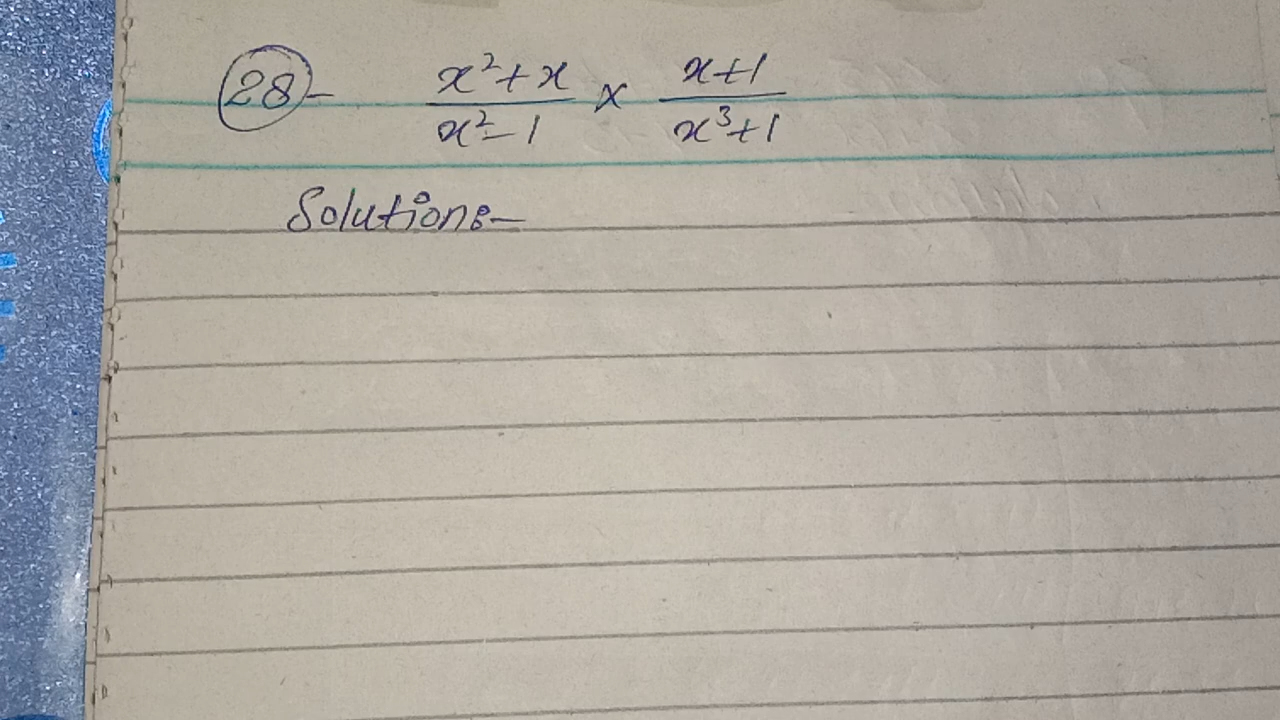 28- x²+x/x²-1 × x+1/x³+1
Solution:-